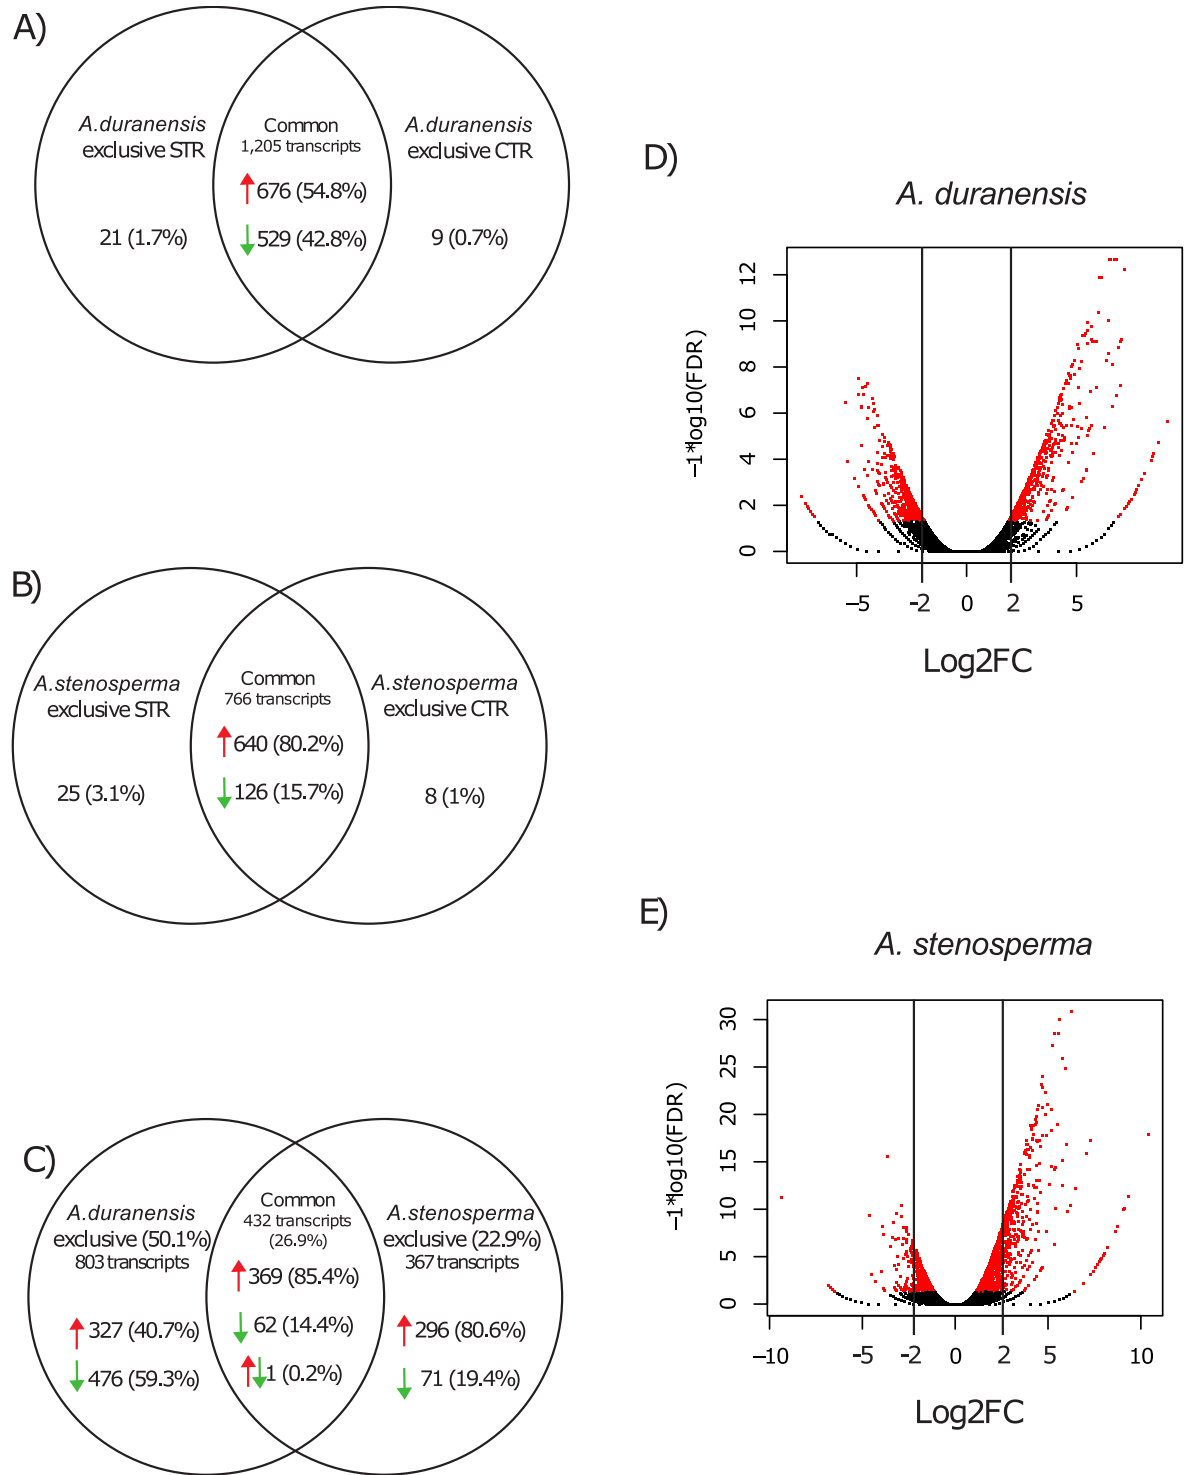 A)
A.duranensis
exclusive STR
21 (1.7%)
Common
1,205 transcripts
676 (54.8%)
529 (42.8%)
A.duranensis
exclusive CTR
9 (0.7%)
B)
A.stenosperma
exclusive STR
25 (3.1%)
Common
766 transcripts
640 (80.2%)
126 (15.7%)
A.stenosperma
exclusive CTR
8 (1%)
C)
A.duranensis
exclusive (50.1%)
803 transcripts
327 (40.7%)
476 (59.3%)
Common
432 transcripts
(26.9%)
369 (85.4%)
62 (14.4%)
1 (0.2%)
A.stenosperma
exclusive (22.9%)
367 transcripts
296 (80.6%)
71 (19.4%)
D)
A. duranensis
−1*log10(FDR)
12
10
8
6
4
2
0
−5 -2 0 2 5
Log2FC
E)
A. stenosperma
−1*log10(FDR)
30
25
20
15
10
5
0
−10 −5 -2 0 2 5 10
Log2FC